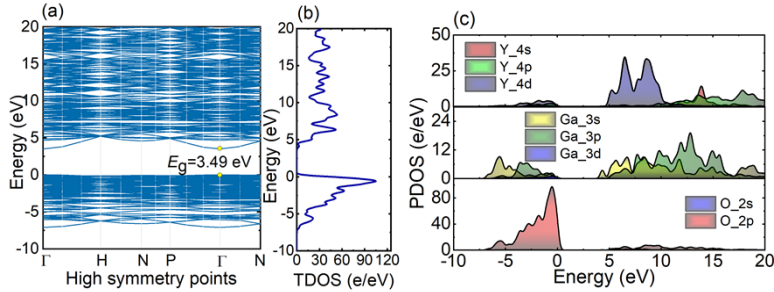 (a)
20
15
10
5
0
-5
-10
Energy (eV)
Eg=3.49 eV
Γ
H
N
P
Γ
N
High symmetry points
(b)
20
15
10
5
0
-5
-10
Energy (eV)
0 30 60 90 120
TDOS (e/eV)
(c)
50
25
0
Y_4s
Y_4p
Y_4d
24
12
0
Ga_3s
Ga_3p
Ga_3d
80
40
0
O_2s
O_2p
PDOS (e/eV)
-10 -5 0 5 10 15 20
Energy (eV)